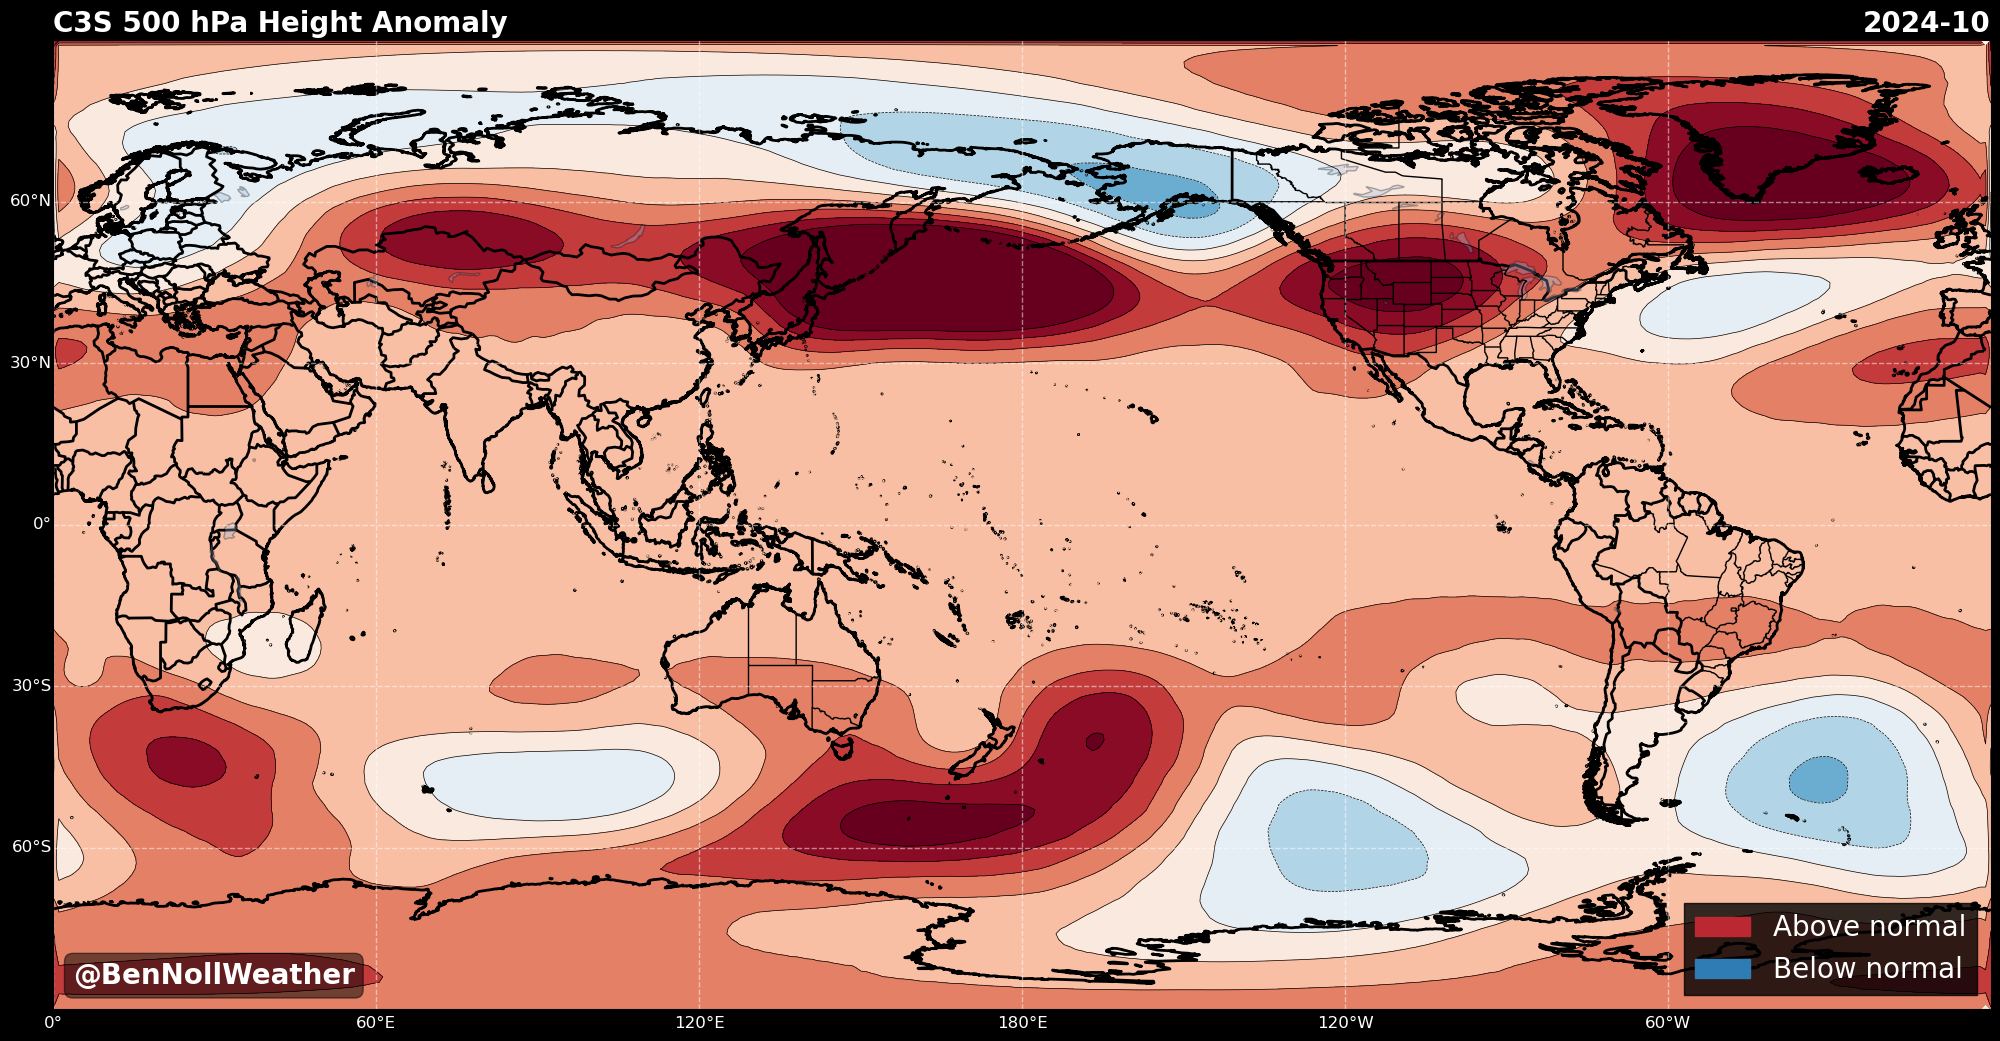 C3S 500 hPa Height Anomaly
2024-10
60°N
30°N
0°
30°S
60°S
Above normal
Below normal
@BenNollWeather
0°
60°E
120°E
180°E
120°W
60°W